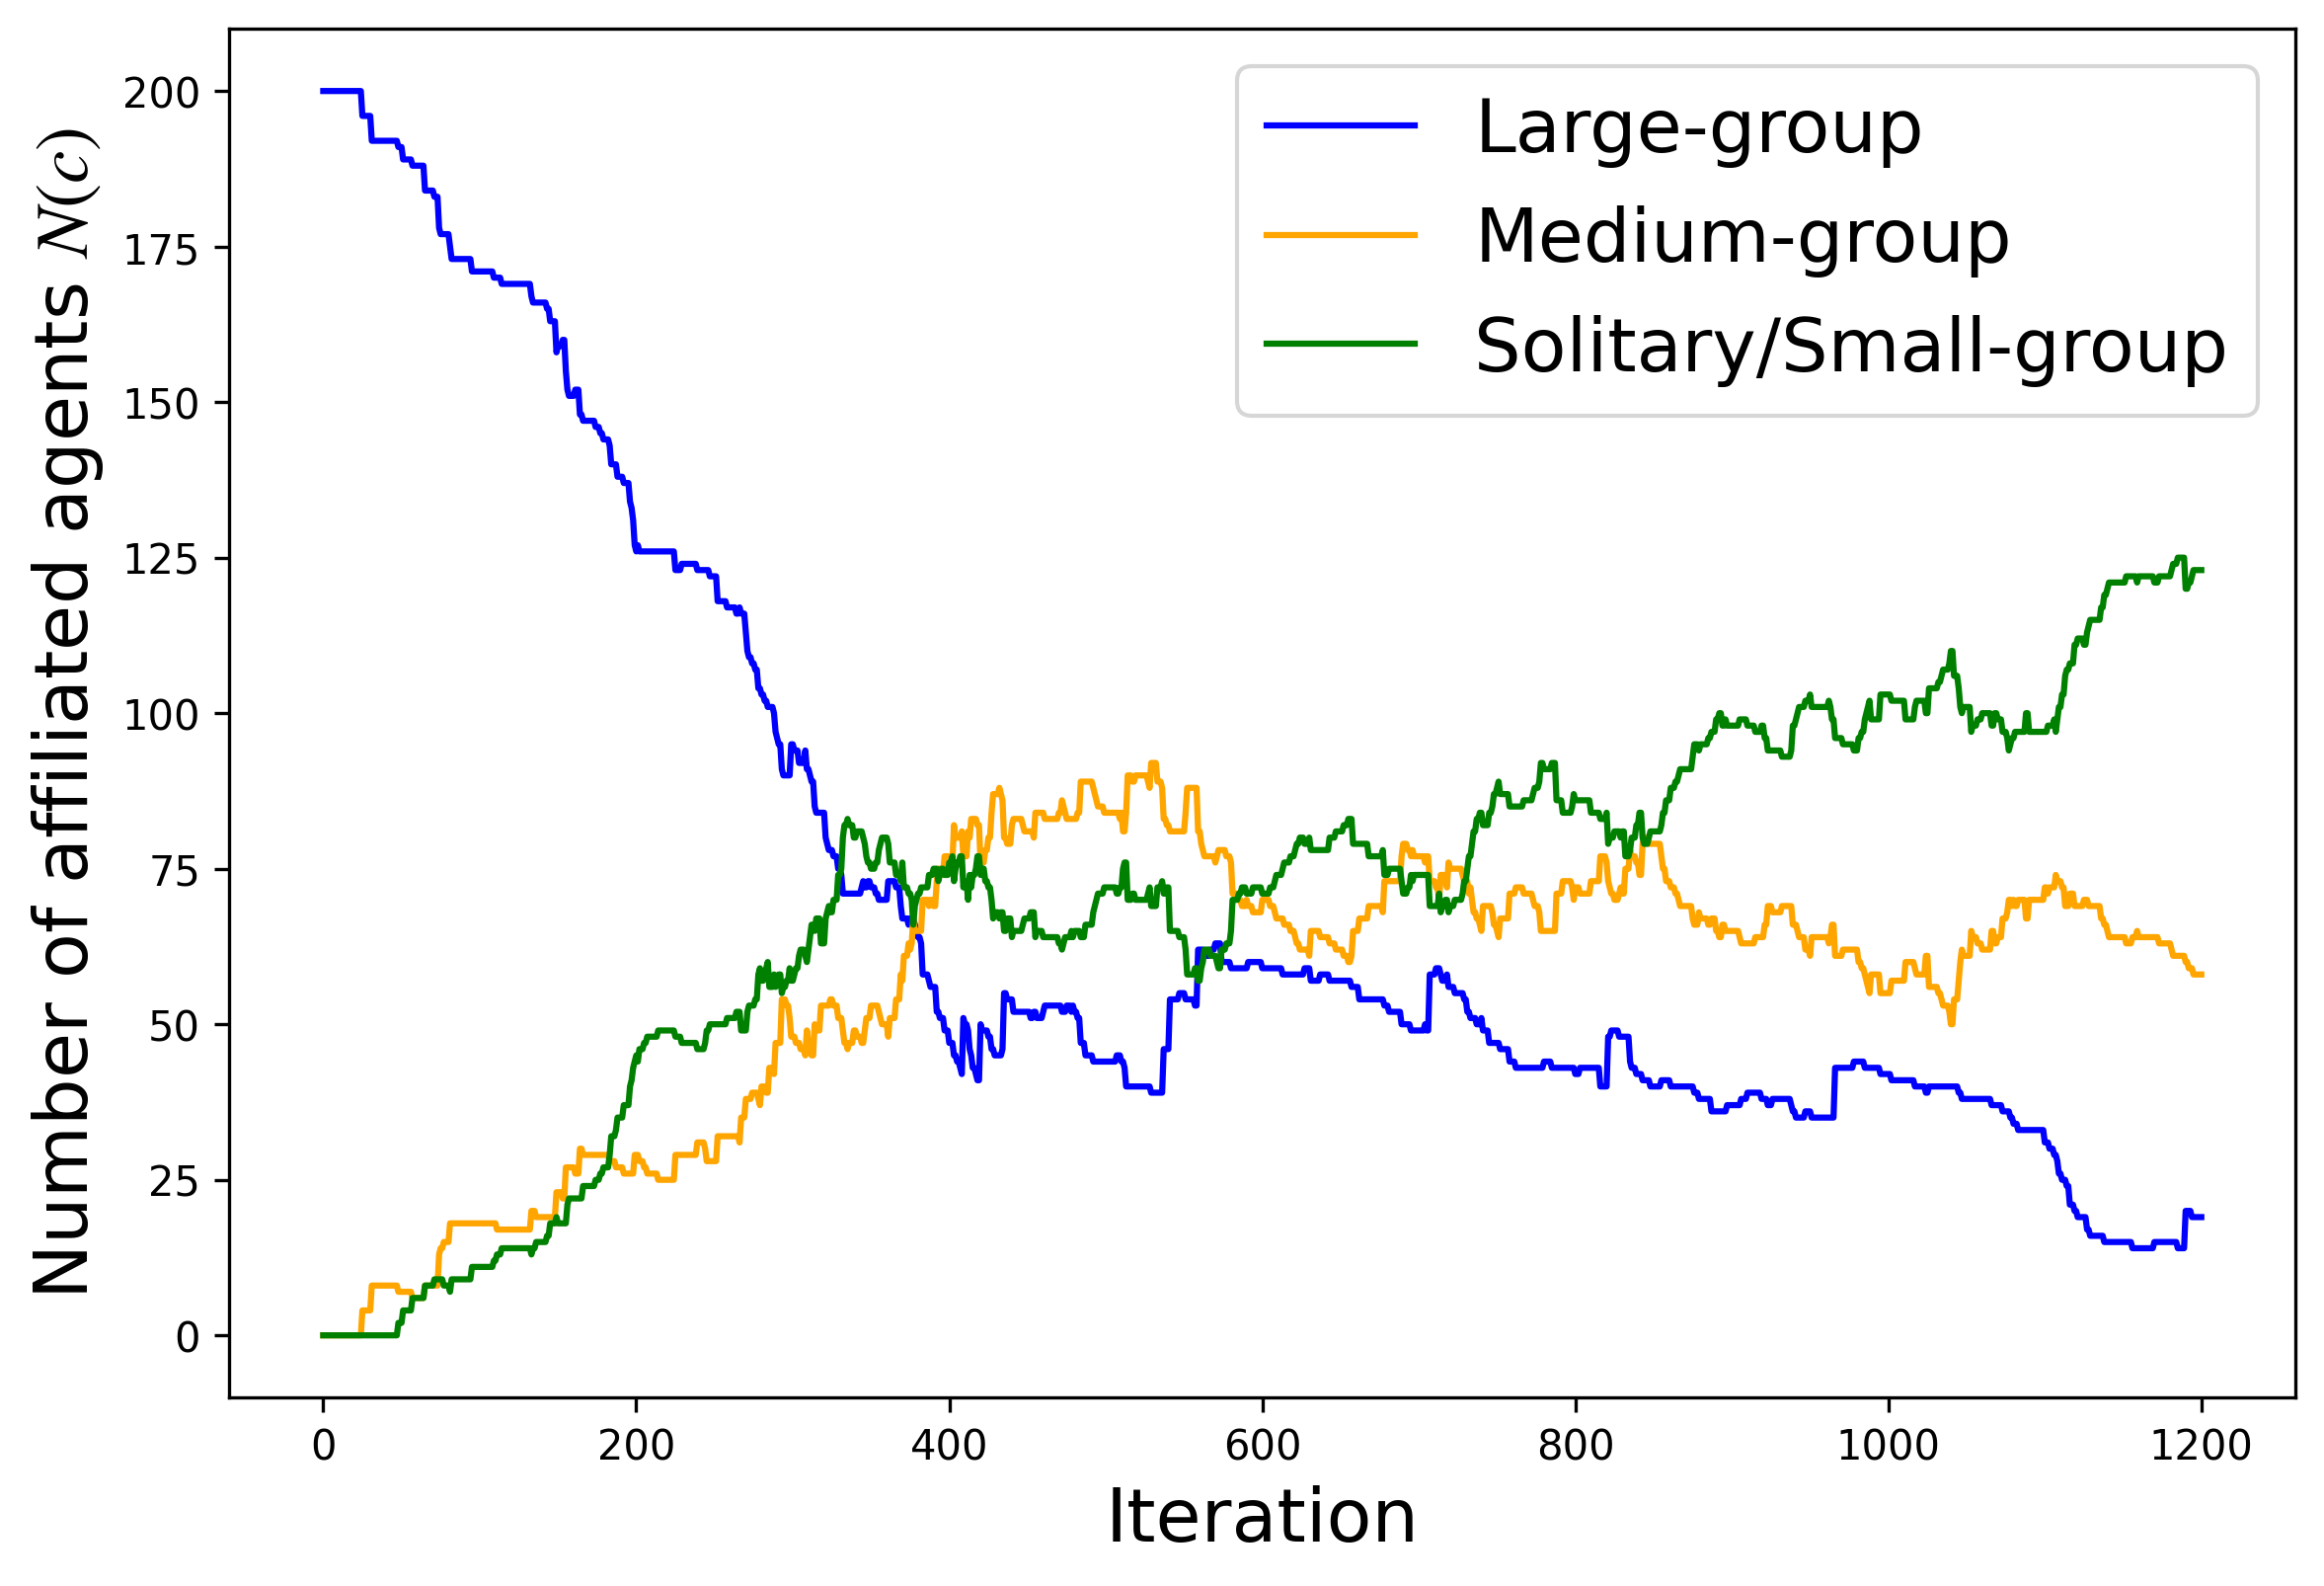 Number of affiliated agents N(c)
200
175
150
125
100
75
50
25
0
Large-group
Medium-group
Solitary/Small-group
0 200 400 600 800 1000 1200
Iteration